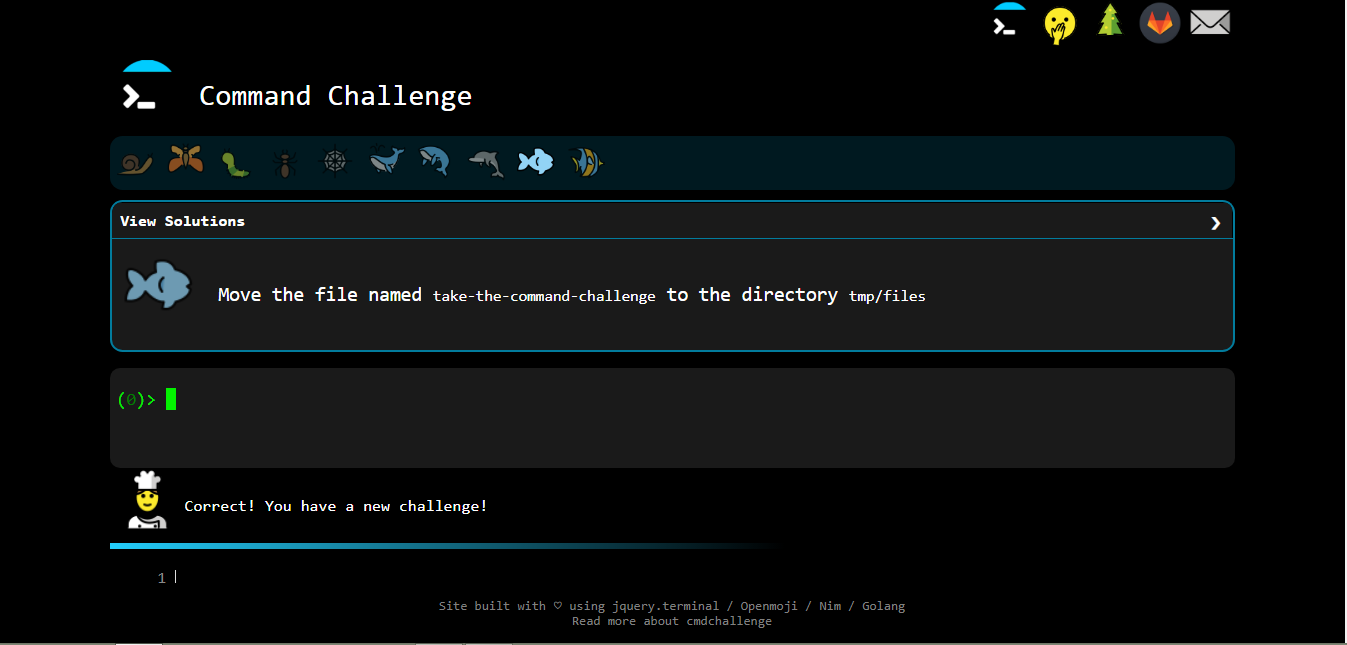 Command Challenge
View Solutions
Move the file named take-the-command-challenge to the directory tmp/files
(0)>
Correct! You have a new challenge!
1
Site built with ♡ using jquery.terminal / Openmoji / Nim / Golang
Read more about cmdchallenge